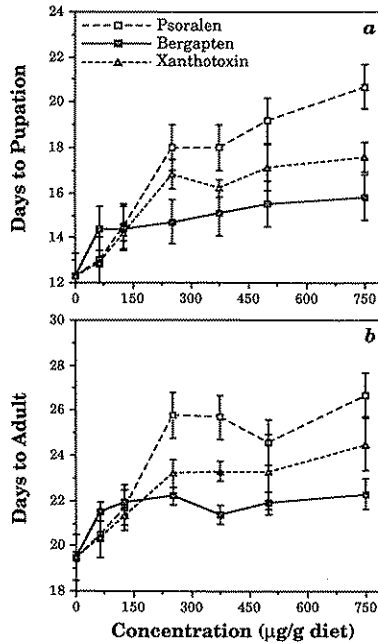 24
22
20
18
16
14
12
Days to Pupation
Psoralen
Bergapten
Xanthotoxin
a
0 150 300 450 600 750
30
28
26
24
22
20
18
Days to Adult
b
0 150 300 450 600 750
Concentration (µg/g diet)